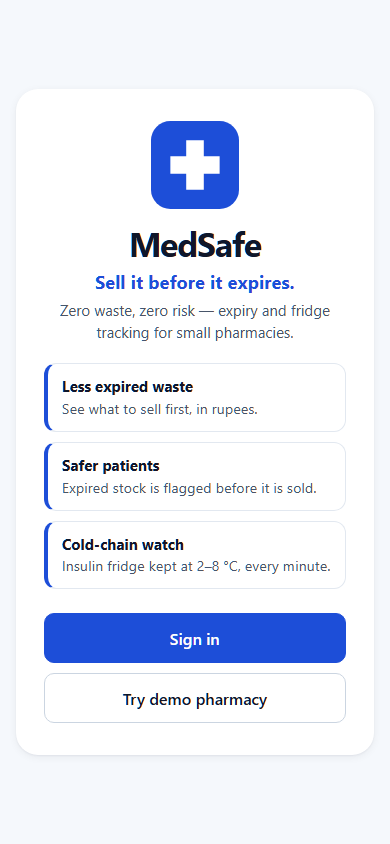 MedSafe
Sell it before it expires.
Zero waste, zero risk — expiry and fridge
tracking for small pharmacies.
Less expired waste
See what to sell first, in rupees.
Safer patients
Expired stock is flagged before it is sold.
Cold-chain watch
Insulin fridge kept at 2–8 °C, every minute.
Sign in
Try demo pharmacy